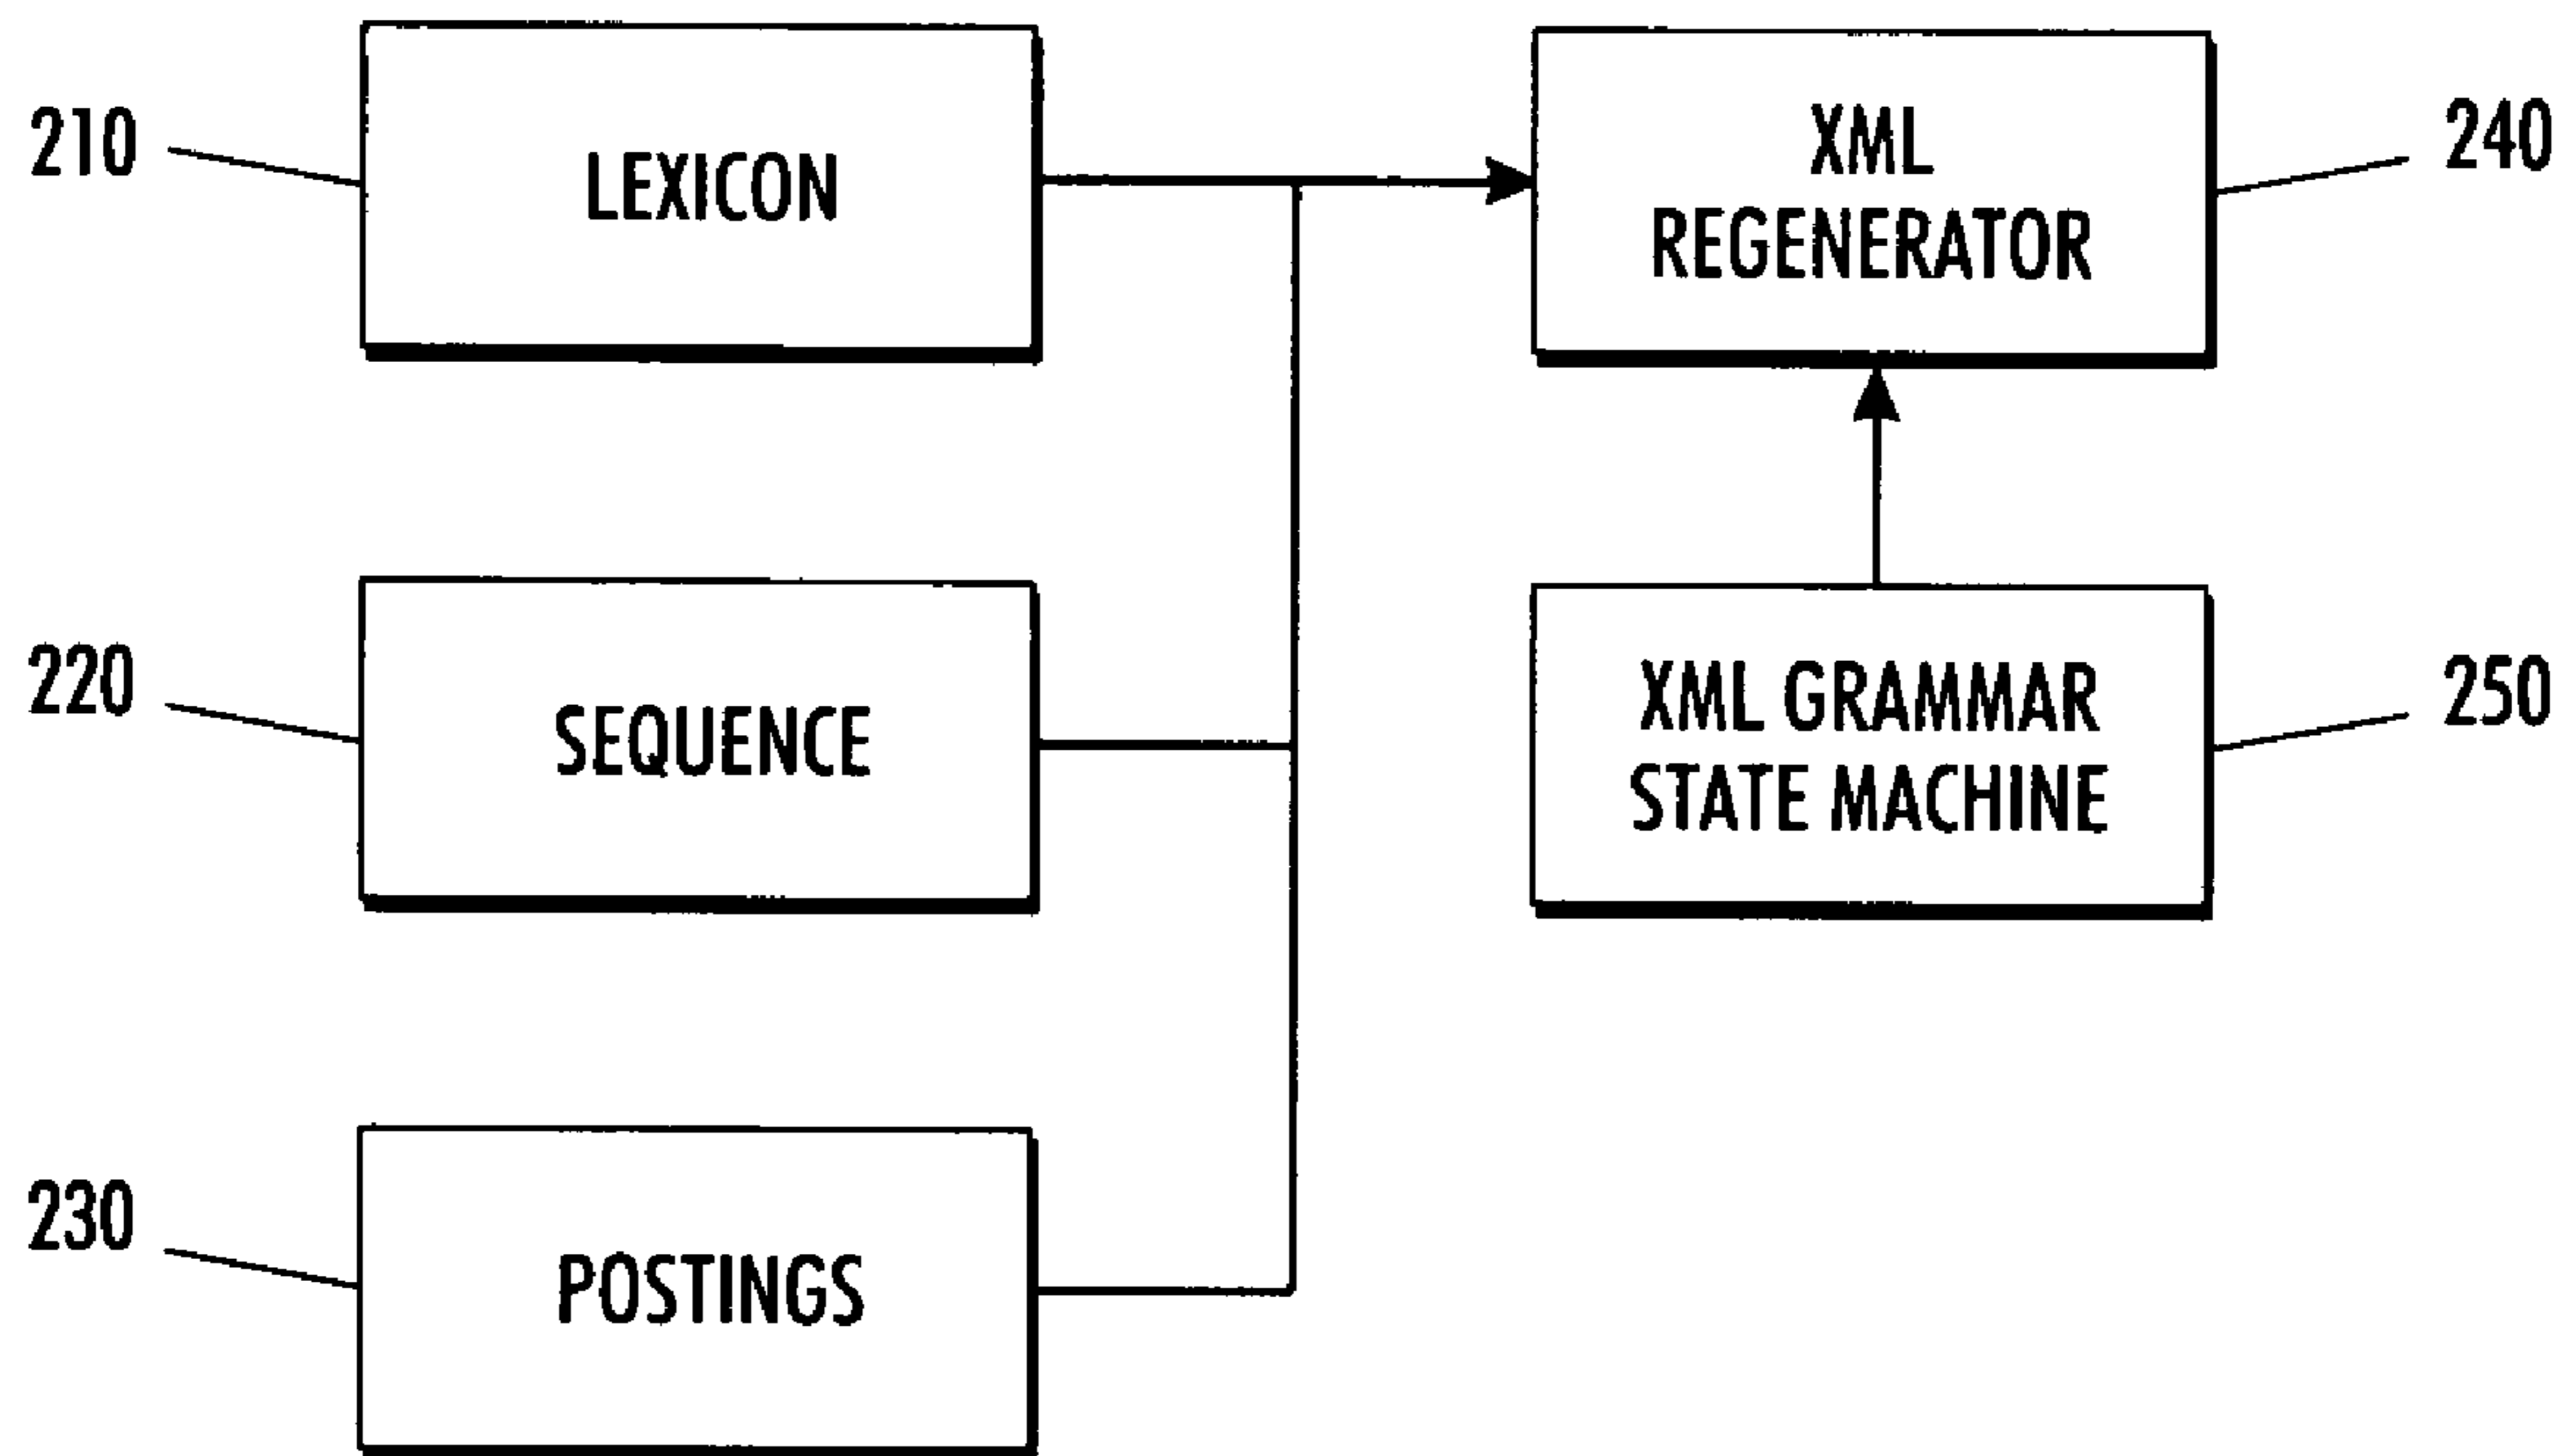 210
LEXICON
XML
REGENERATOR
240
220
SEQUENCE
XML GRAMMAR
STATE MACHINE
250
230
POSTINGS